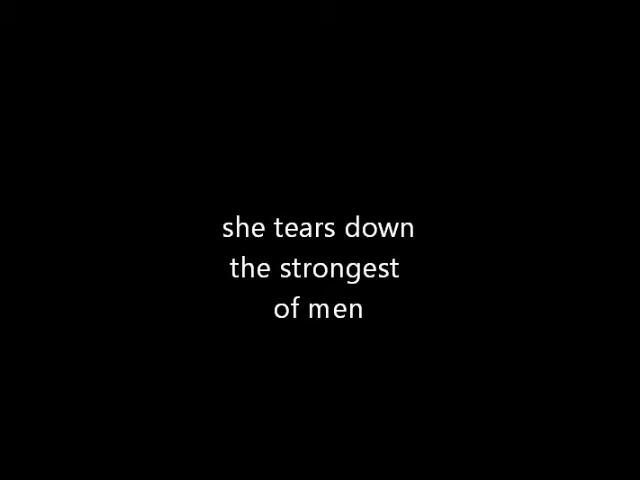 she tears down
the strongest
of men